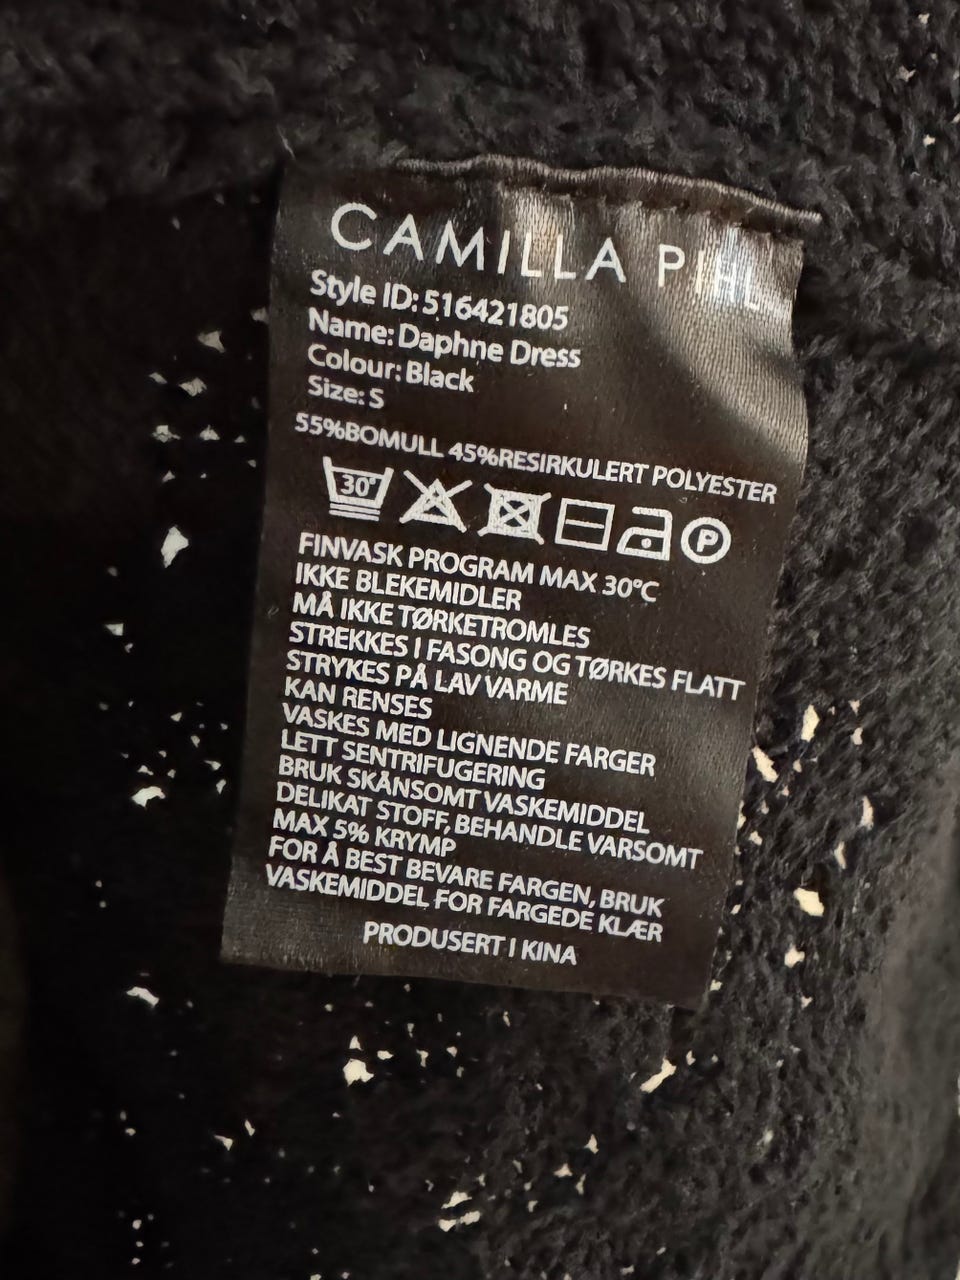 CAMILLA PIHL
Style ID: 516421805
Name: Daphne Dress
Colour: Black
Size: S
55%BOMULL 45%RESIRKULERT POLYESTER
30° P
FINVASK PROGRAM MAX 30°C
IKKE BLEKEMIDLER
MÅ IKKE TØRKETROMLES
STREKKES I FASONG OG TØRKES FLATT
STRYKES PÅ LAV VARME
KAN RENSES
VASKES MED LIGNENDE FARGER
LETT SENTRIFUGERING
BRUK SKÅNSOMT VASKEMIDDEL
DELIKAT STOFF, BEHANDLE VARSOMT
MAX 5% KRYMP
FOR Å BEST BEVARE FARGEN, BRUK
VASKEMIDDEL FOR FARGEDE KLÆR
PRODUSERT I KINA